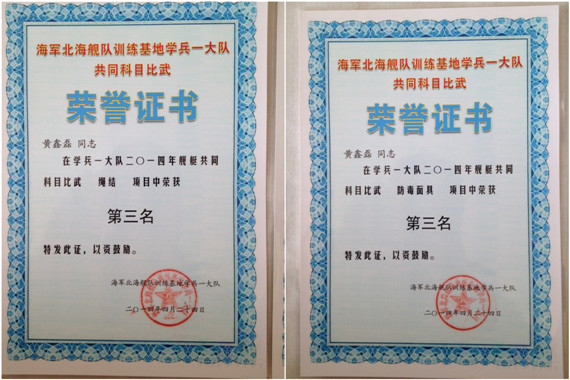 海军北海舰队训练基地学兵一大队
共同科目比武
荣誉证书
黄鑫磊 同志
在学兵一大队二〇一四年舰艇共同
科目比武 绳结 项目中荣获
第三名
特发此证，以资鼓励。
海军北海舰队训练基地学兵一大队
二〇一四年四月二十四日
海军北海舰队训练基地学兵一大队
共同科目比武
荣誉证书
黄鑫磊 同志
在学兵一大队二〇一四年舰艇共同
科目比武 防毒面具 项目中荣获
第三名
特发此证，以资鼓励。
海军北海舰队训练基地学兵一大队
二〇一四年四月二十四日